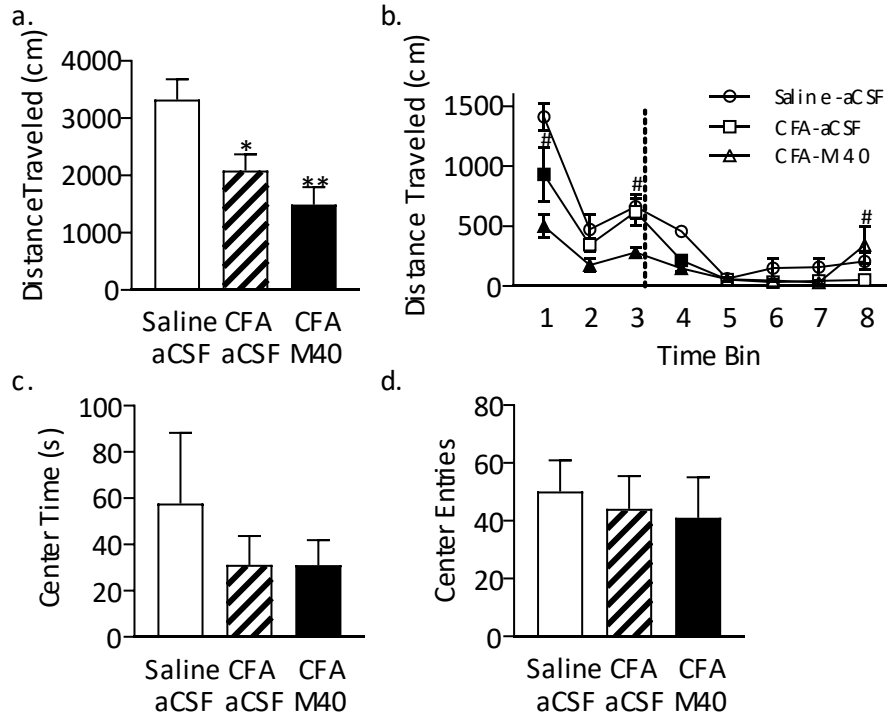 a.
Distance Traveled (cm)
4000
3000
2000
1000
0
*
**
Saline CFA CFA
aCSF aCSF M40
b.
Distance Traveled (cm)
1500
1000
500
0
Saline-aCSF
CFA-aCSF
CFA-M40
#
#
#
1 2 3 4 5 6 7 8
Time Bin
c.
Center Time (s)
100
80
60
40
20
0
Saline CFA CFA
aCSF aCSF M40
d.
Center Entries
80
60
40
20
0
Saline CFA CFA
aCSF aCSF M40